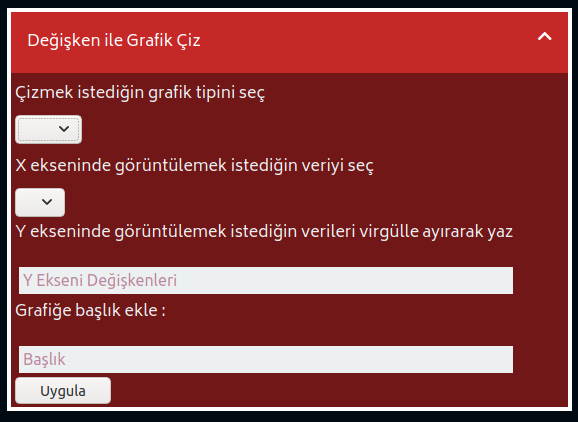 Değişken ile Grafik Çiz
Çizmek istediğin grafik tipini seç
X ekseninde görüntülemek istediğin veriyi seç
Y ekseninde görüntülemek istediğin verileri virgülle ayırarak yaz
Y Ekseni Değişkenleri
Grafiğe başlık ekle :
Başlık
Uygula